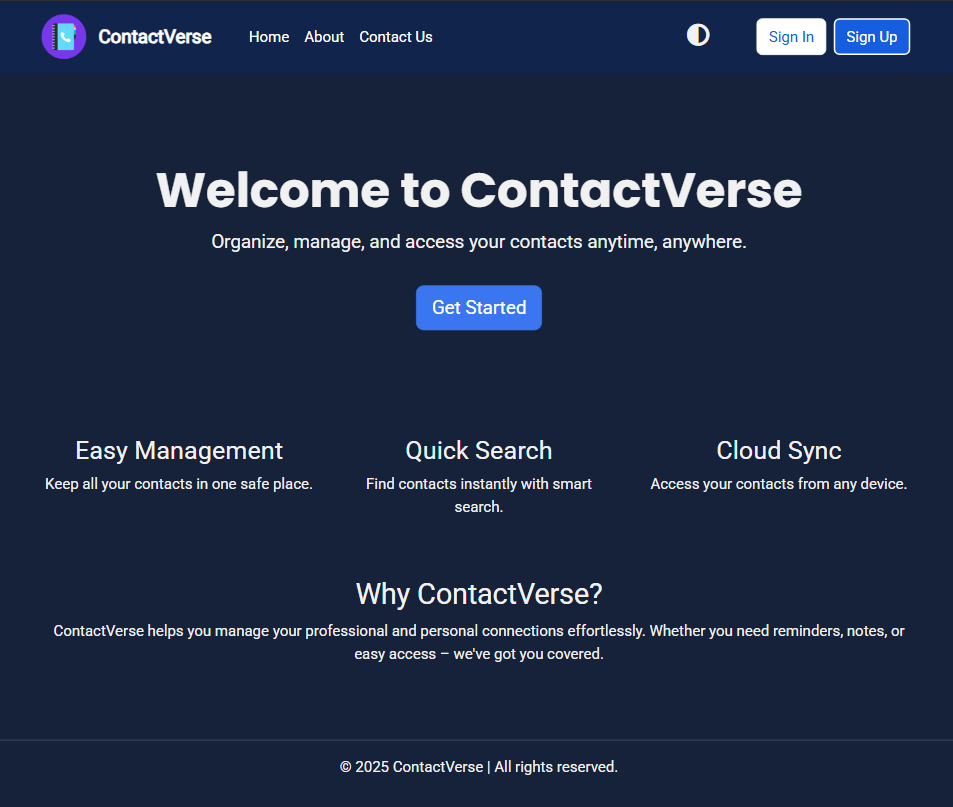 ContactVerse Home About Contact Us Sign In Sign Up
Welcome to ContactVerse
Organize, manage, and access your contacts anytime, anywhere.
Get Started
Easy Management
Keep all your contacts in one safe place.
Quick Search
Find contacts instantly with smart
search.
Cloud Sync
Access your contacts from any device.
Why ContactVerse?
ContactVerse helps you manage your professional and personal connections effortlessly. Whether you need reminders, notes, or
easy access – we've got you covered.
© 2025 ContactVerse | All rights reserved.